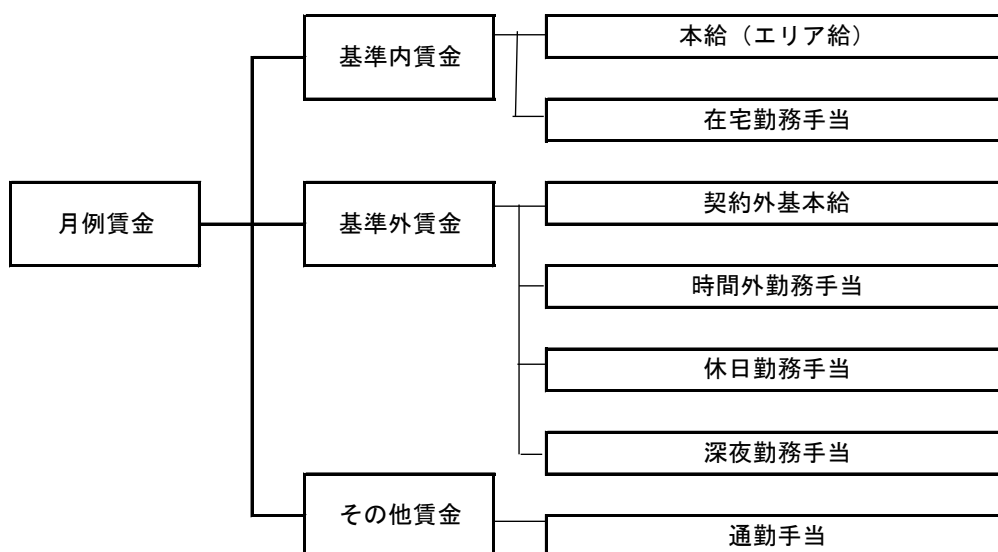 月例賃金
基準内賃金
本給（エリア給）
在宅勤務手当
基準外賃金
契約外基本給
時間外勤務手当
休日勤務手当
深夜勤務手当
その他賃金
通勤手当